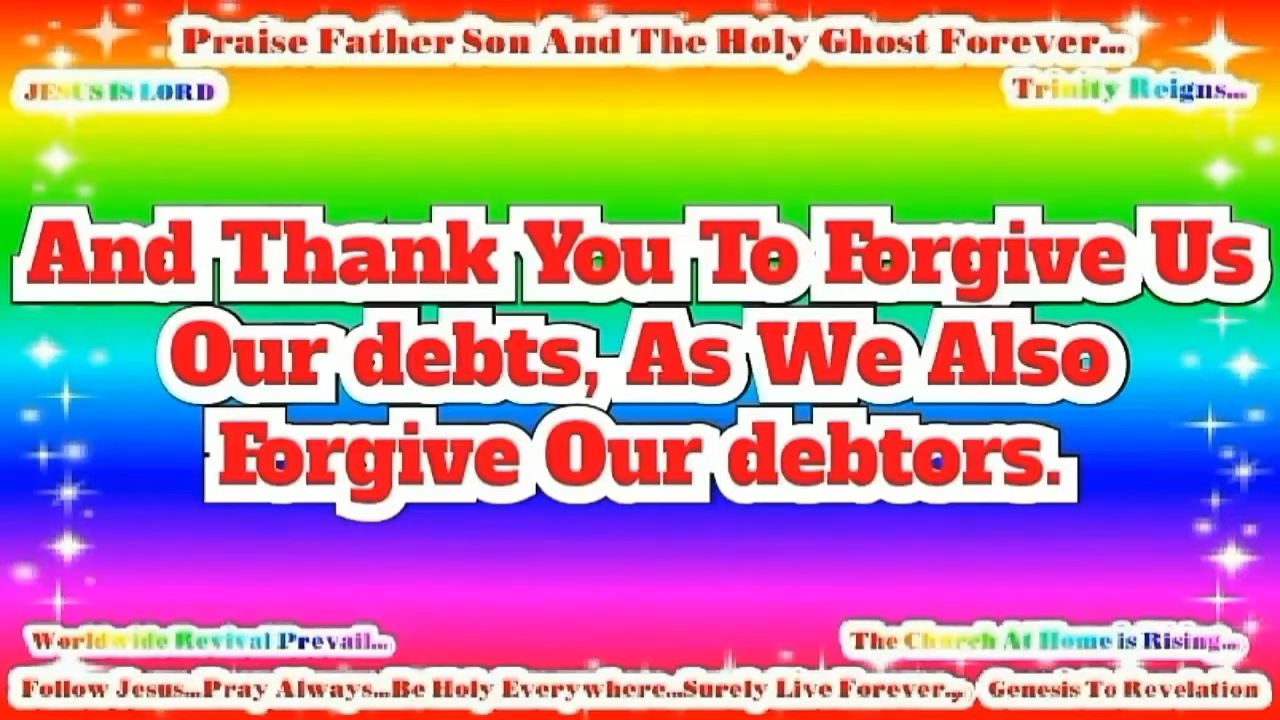 Praise Father Son And The Holy Ghost Forever...
JESUS IS LORD
Trinity Reigns...
And Thank You To Forgive Us
Our debts, As We Also
Forgive Our debtors.
Worldwide Revival Prevail...
The Church At Home is Rising...
Follow Jesus...Pray Always...Be Holy Everywhere...Surely Live Forever..., Genesis To Revelation